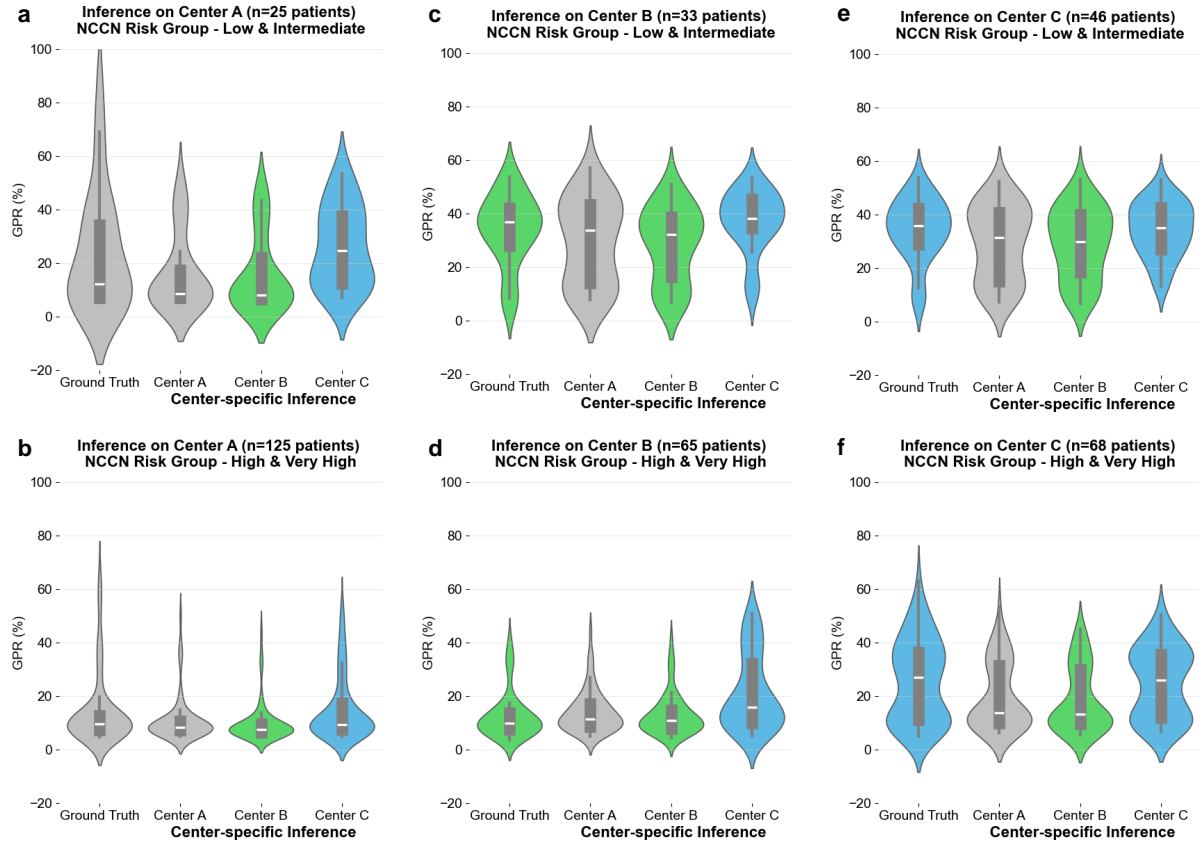 a
Inference on Center A (n=25 patients)
NCCN Risk Group - Low & Intermediate
100
80
60
40
20
0
−20
GPR (%)
Ground Truth
Center A
Center B
Center C
Center-specific Inference
c
Inference on Center B (n=33 patients)
NCCN Risk Group - Low & Intermediate
100
80
60
40
20
0
−20
GPR (%)
Ground Truth
Center A
Center B
Center C
Center-specific Inference
e
Inference on Center C (n=46 patients)
NCCN Risk Group - Low & Intermediate
100
80
60
40
20
0
−20
GPR (%)
Ground Truth
Center A
Center B
Center C
Center-specific Inference
b
Inference on Center A (n=125 patients)
NCCN Risk Group - High & Very High
100
80
60
40
20
0
−20
GPR (%)
Ground Truth
Center A
Center B
Center C
Center-specific Inference
d
Inference on Center B (n=65 patients)
NCCN Risk Group - High & Very High
100
80
60
40
20
0
−20
GPR (%)
Ground Truth
Center A
Center B
Center C
Center-specific Inference
f
Inference on Center C (n=68 patients)
NCCN Risk Group - High & Very High
100
80
60
40
20
0
−20
GPR (%)
Ground Truth
Center A
Center B
Center C
Center-specific Inference